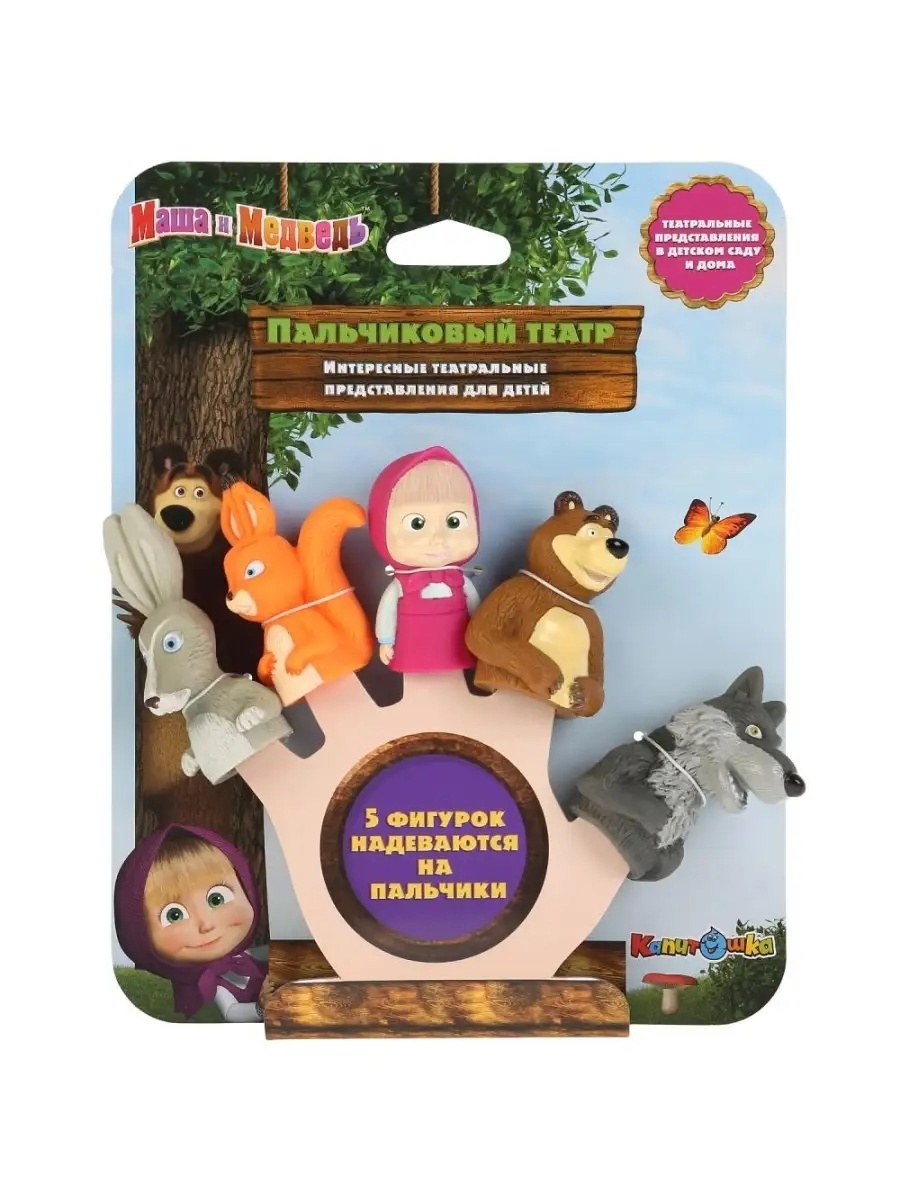 Маша и Медведь™
ТЕАТРАЛЬНЫЕ
ПРЕДСТАВЛЕНИЯ
В ДЕТСКОМ САДУ
И ДОМА
Пальчиковый театр
Интересные театральные
представления для детей
5 ФИГУРОК
НАДЕВАЮТСЯ
НА
ПАЛЬЧИКИ
Капитошка